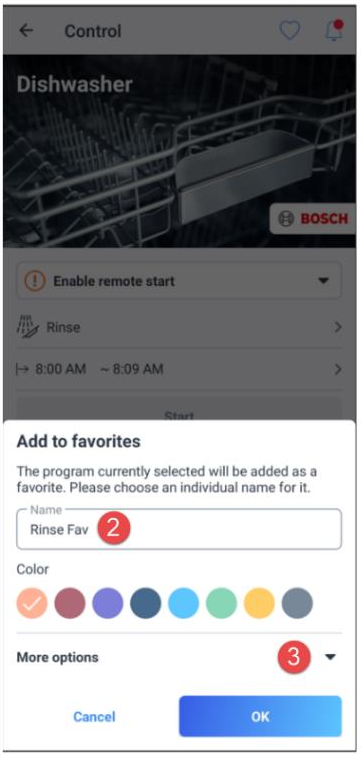 Control
Dishwasher
BOSCH
Enable remote start
Rinse
8:00 AM ~ 8:09 AM
Start
Add to favorites
The program currently selected will be added as a
favorite. Please choose an individual name for it.
Name
Rinse Fav 2
Color
More options 3
Cancel OK